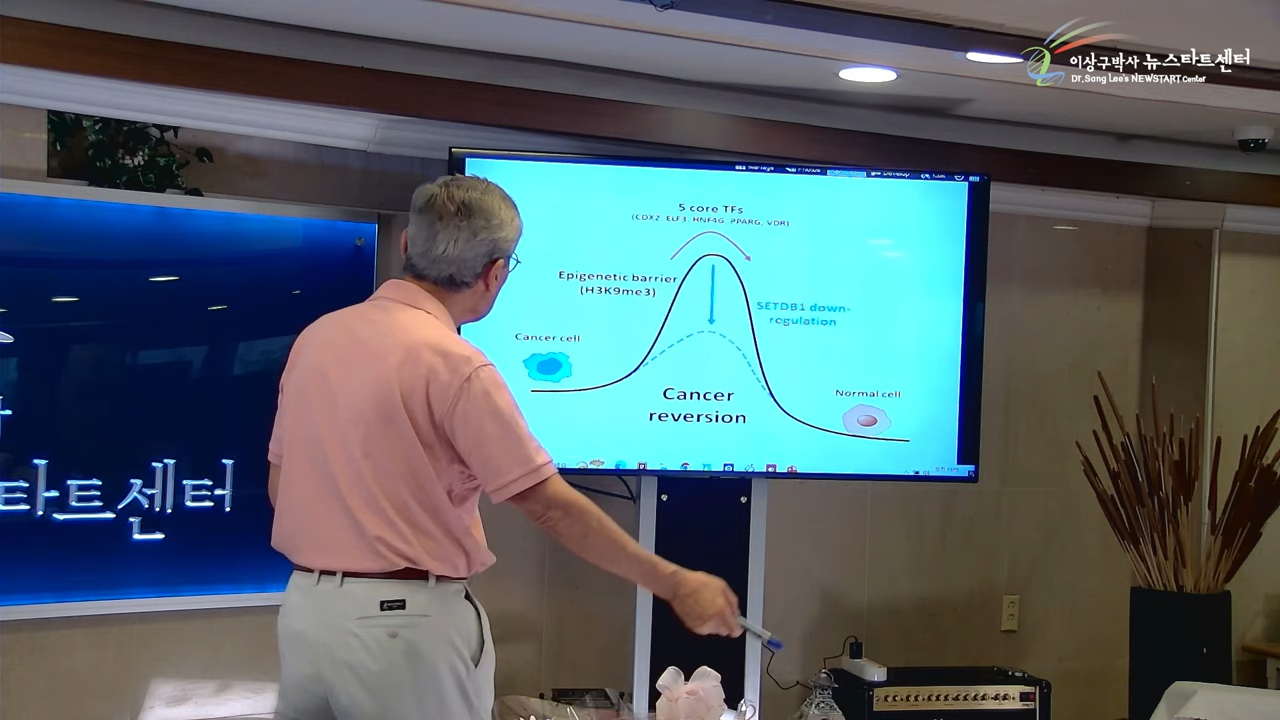 이상구박사 뉴스타트센터
Dr. Sang Lee's NEWSTART Center
5 core TFs
(CDX2, ELF3, HNF4G, PPARG, VDR)
Epigenetic barrier
(H3K9me3)
SETDB1 down-
regulation
Cancer cell
Normal cell
Cancer
reversion
타트센터